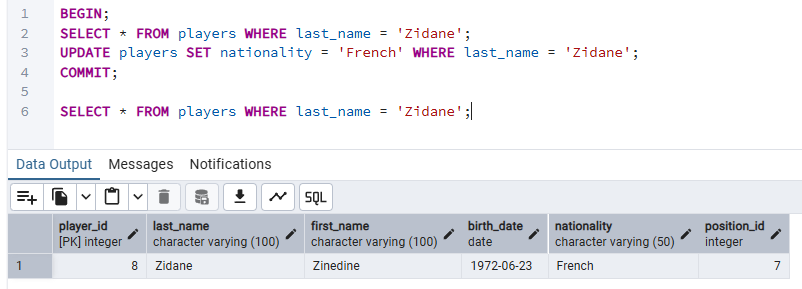 1 BEGIN;
2 SELECT * FROM players WHERE last_name = 'Zidane';
3 UPDATE players SET nationality = 'French' WHERE last_name = 'Zidane';
4 COMMIT;
5
6 SELECT * FROM players WHERE last_name = 'Zidane';
Data Output Messages Notifications
SQL
player_id last_name first_name birth_date nationality position_id
[PK] integer character varying (100) character varying (100) date character varying (50) integer
1 8 Zidane Zinedine 1972-06-23 French 7